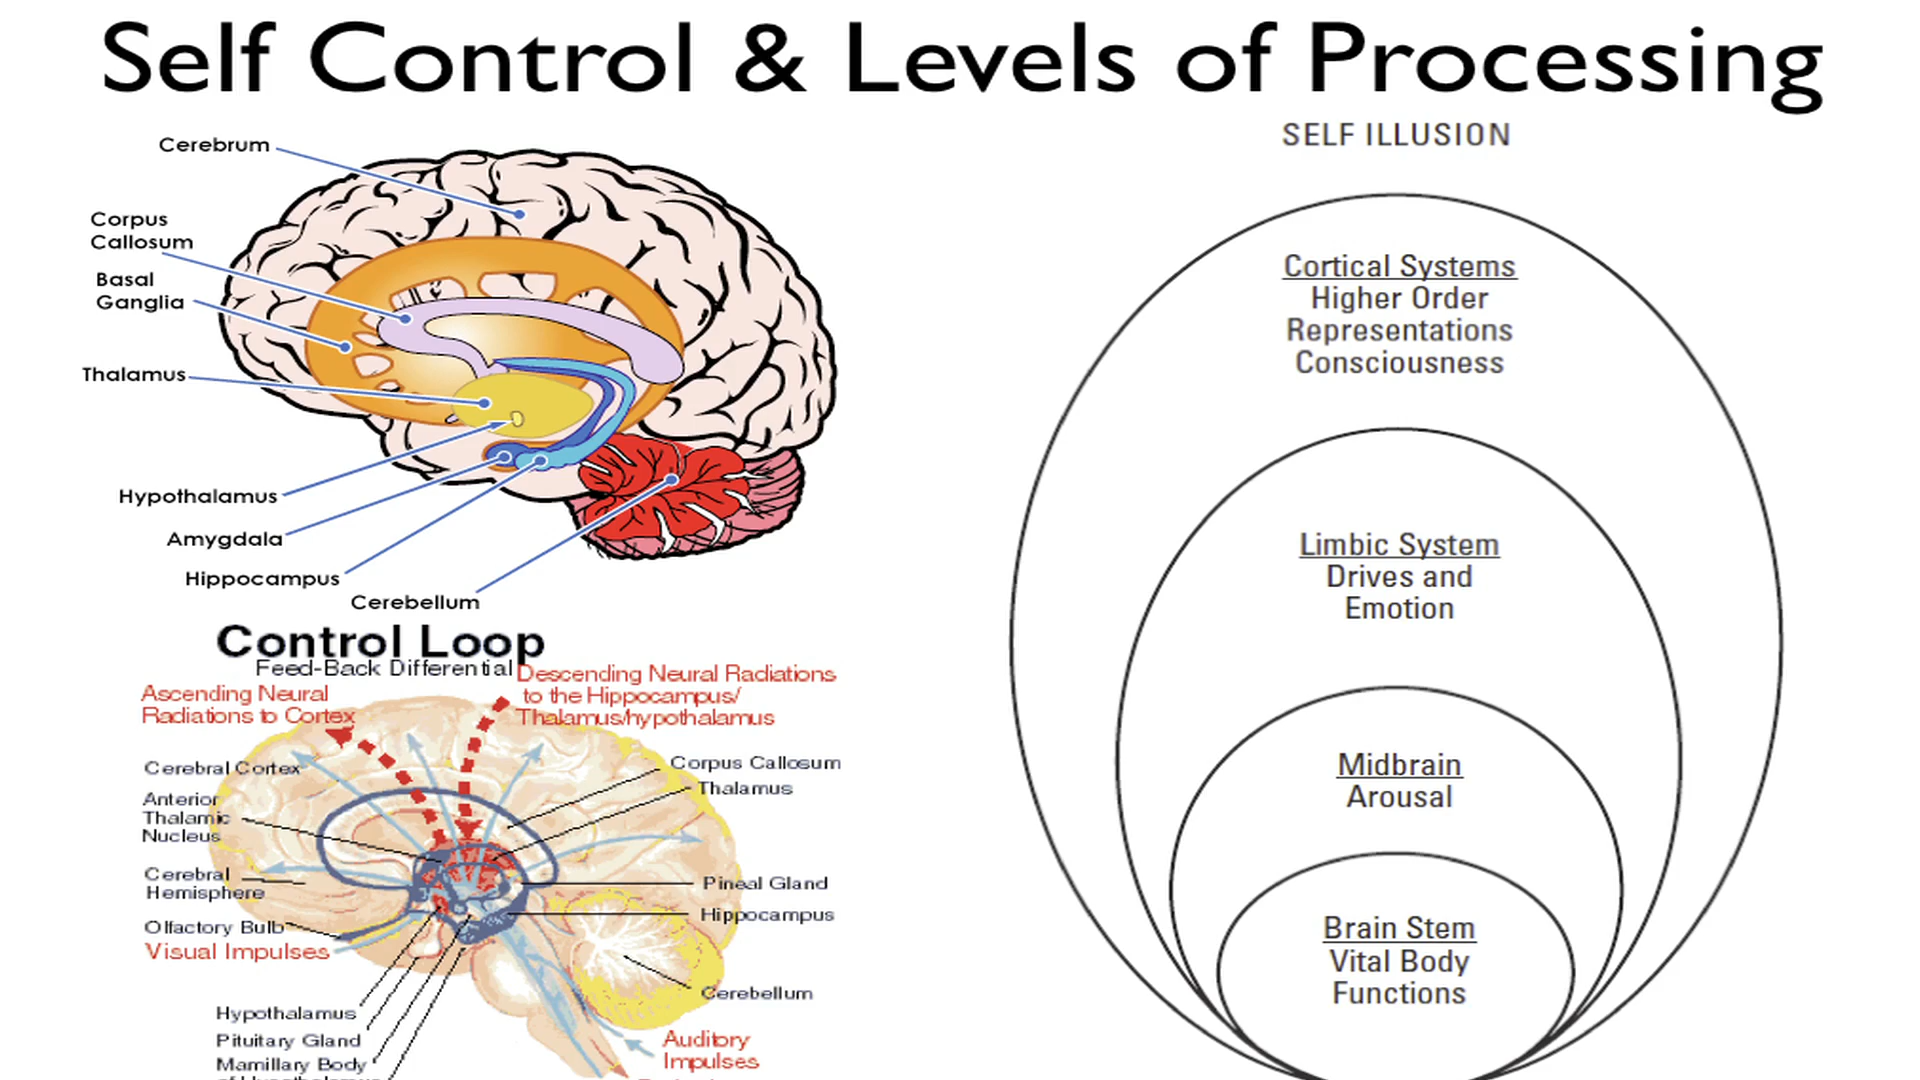 Self Control & Levels of Processing
Cerebrum
Corpus
Callosum
Basal
Ganglia
Thalamus
Hypothalamus
Amygdala
Hippocampus
Cerebellum
Control Loop
Feed-Back Differential
Ascending Neural
Radiations to Cortex
Descending Neural Radiations
to the Hippocampus/
Thalamus/hypothalamus
Cerebral Cortex
Anterior
Thalamic
Nucleus
Cerebral
Hemisphere
Olfactory Bulb
Visual Impulses
Hypothalamus
Pituitary Gland
Mamillary Body
of Hypothalamus
Corpus Callosum
Thalamus
Pineal Gland
Hippocampus
Cerebellum
Auditory
Impulses
SELF ILLUSION
Cortical Systems
Higher Order
Representations
Consciousness
Limbic System
Drives and
Emotion
Midbrain
Arousal
Brain Stem
Vital Body
Functions